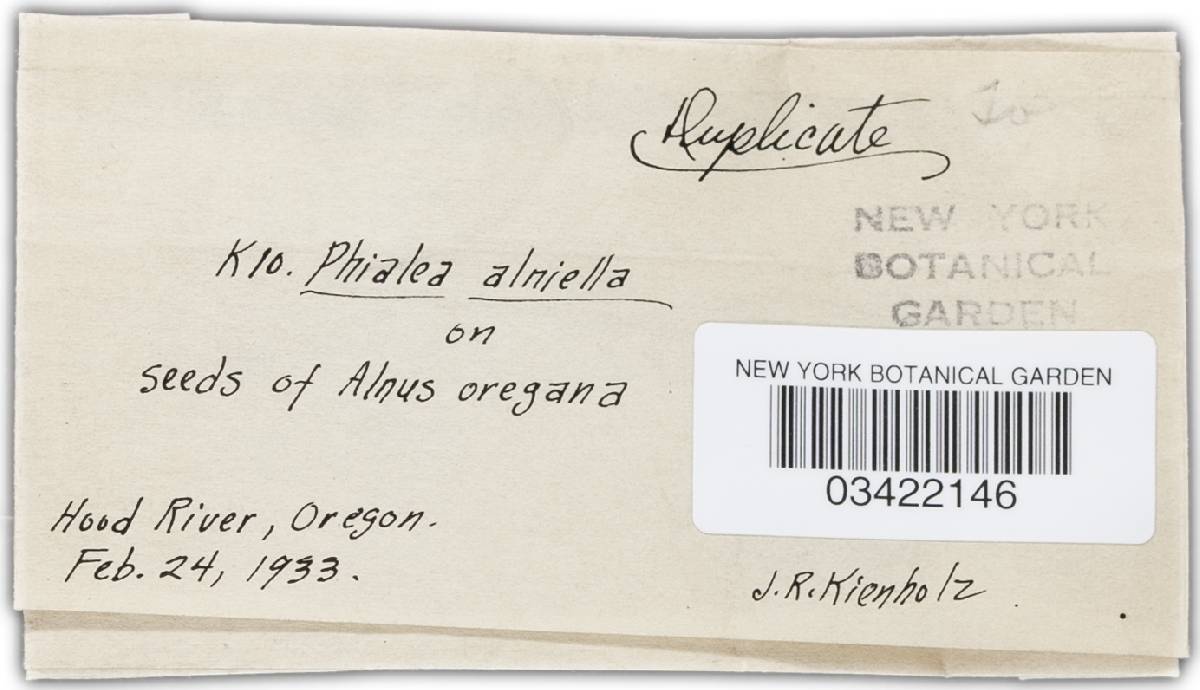 Duplicate
To
NEW YORK
BOTANICAL
GARDEN
K10. Phialea alniella
on
seeds of Alnus oregana
NEW YORK BOTANICAL GARDEN
03422146
Hood River, Oregon.
Feb. 24, 1933.
J.R.Kienholz